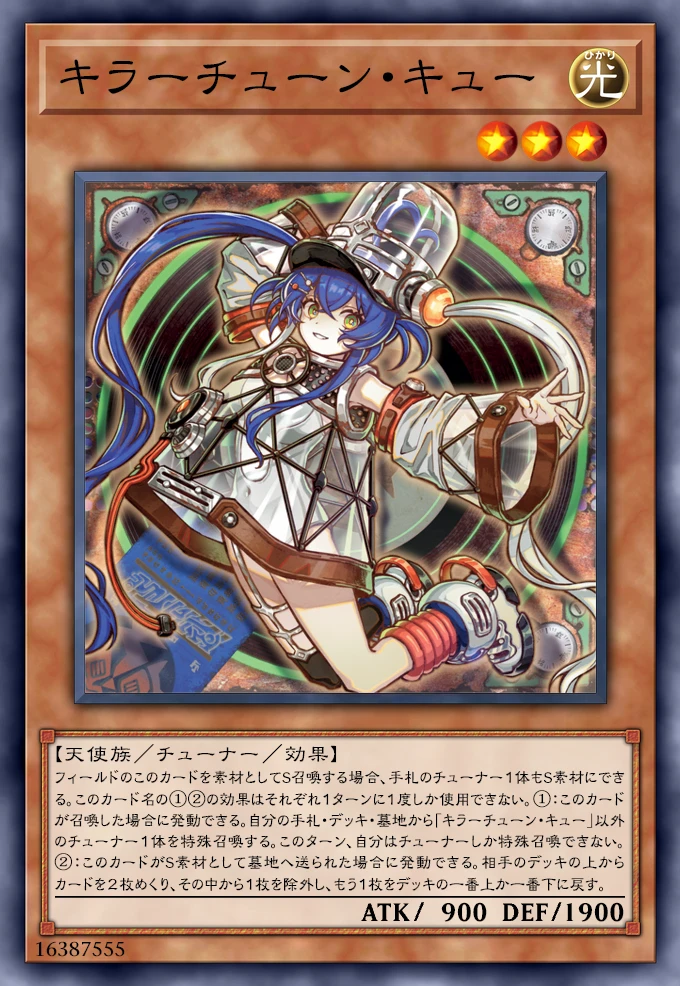 キラーチューン・キュー
ひかり
光
【天使族／チューナー／効果】
フィールドのこのカードを素材としてS召喚する場合、手札のチューナー1体もS素材にでき
る。このカード名の①②の効果はそれぞれ1ターンに1度しか使用できない。①：このカード
が召喚した場合に発動できる。自分の手札・デッキ・墓地から「キラーチューン・キュー」以外
のチューナー1体を特殊召喚する。このターン、自分はチューナーしか特殊召喚できない。
②：このカードがS素材として墓地へ送られた場合に発動できる。相手のデッキの上から
カードを2枚めくり、その中から1枚を除外し、もう1枚をデッキの一番上か一番下に戻す。
ATK/ 900 DEF/1900
16387555